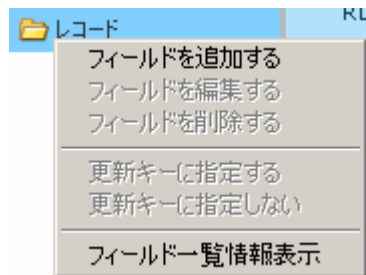 レコード
フィールドを追加する
フィールドを編集する
フィールドを削除する
更新キーに指定する
更新キーに指定しない
フィールド一覧情報表示